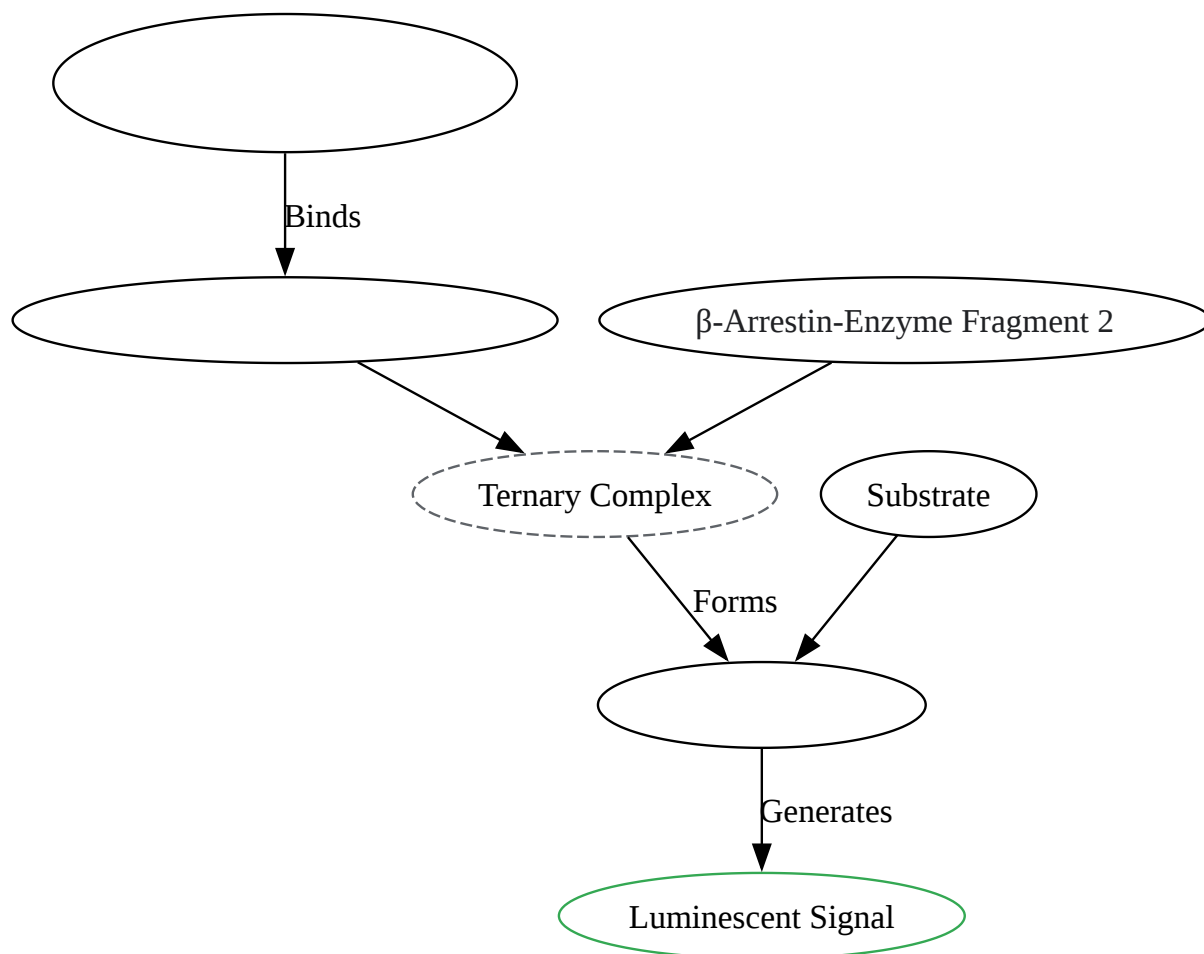 Binds
β-Arrestin-Enzyme Fragment 2
Ternary Complex
Substrate
Forms
Generates
Luminescent Signal